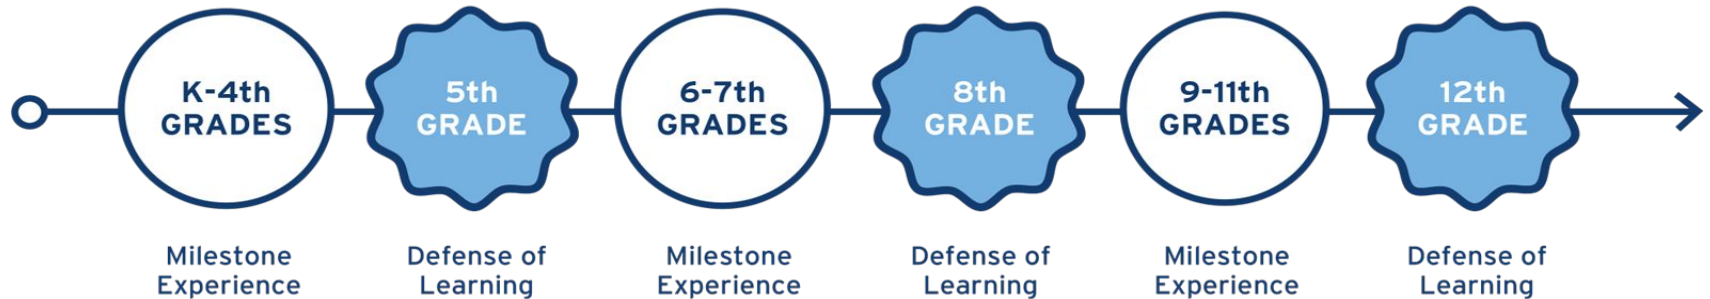 K-4th
GRADES
5th
GRADE
6-7th
GRADES
8th
GRADE
9-11th
GRADES
12th
GRADE
Milestone
Experience
Defense of
Learning
Milestone
Experience
Defense of
Learning
Milestone
Experience
Defense of
Learning